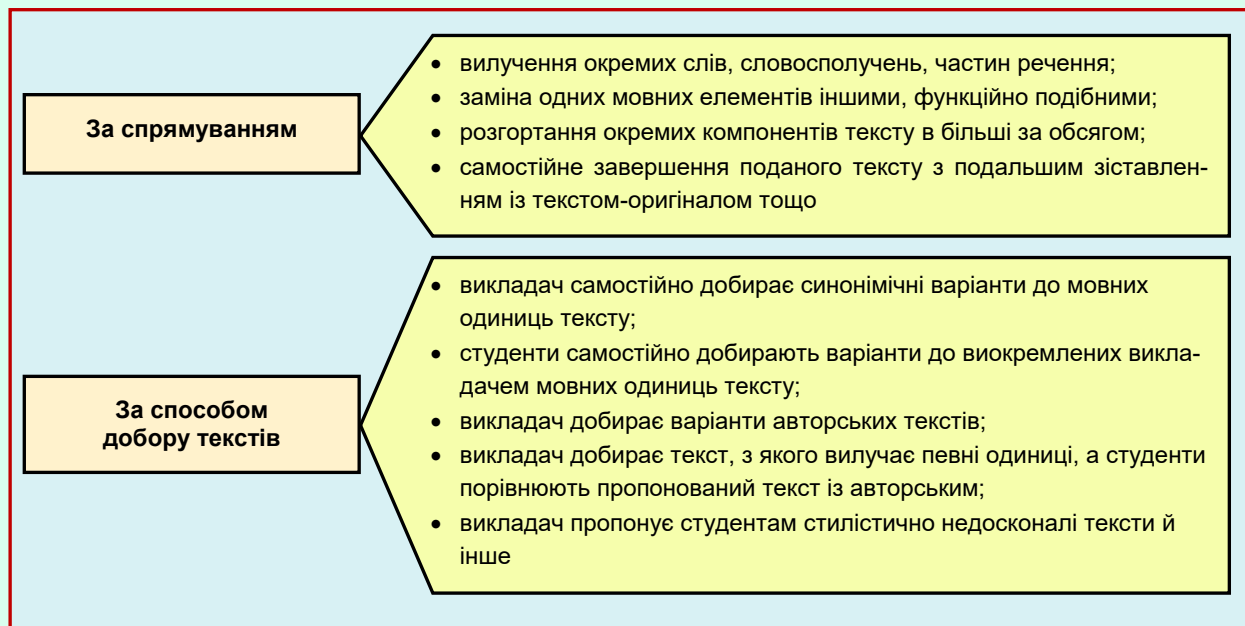 За спрямуванням
• вилучення окремих слів, словосполучень, частин речення;
• заміна одних мовних елементів іншими, функційно подібними;
• розгортання окремих компонентів тексту в більші за обсягом;
• самостійне завершення поданого тексту з подальшим зіставлен-
ням із текстом-оригіналом тощо
За способом
добору текстів
• викладач самостійно добирає синонімічні варіанти до мовних
одиниць тексту;
• студенти самостійно добирають варіанти до виокремлених викла-
дачем мовних одиниць тексту;
• викладач добирає варіанти авторських текстів;
• викладач добирає текст, з якого вилучає певні одиниці, а студенти
порівнюють пропонований текст із авторським;
• викладач пропонує студентам стилістично недосконалі тексти й
інше